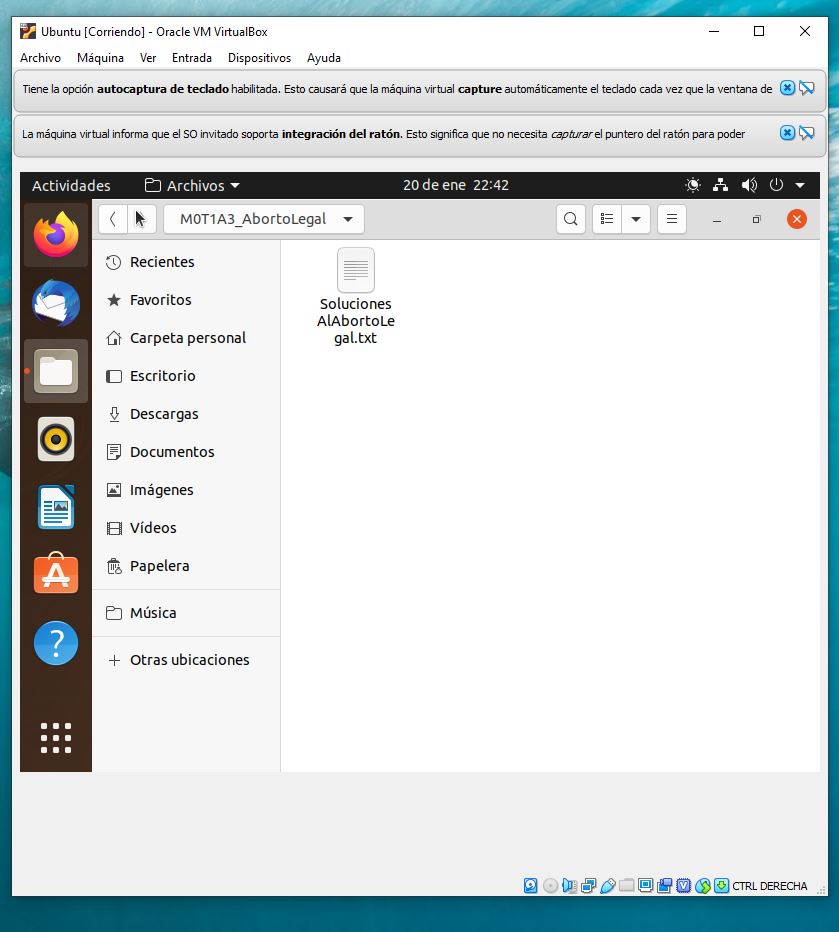 Ubuntu [Corriendo] - Oracle VM VirtualBox
Archivo Máquina Ver Entrada Dispositivos Ayuda
Tiene la opción autocaptura de teclado habilitada. Esto causará que la máquina virtual capture automáticamente el teclado cada vez que la ventana de
La máquina virtual informa que el SO invitado soporta integración del ratón. Esto significa que no necesita capturar el puntero del ratón para poder
Actividades Archivos 20 de ene 22:42
M0T1A3_AbortoLegal
Recientes
Favoritos
Carpeta personal
Escritorio
Descargas
Documentos
Imágenes
Vídeos
Papelera
Música
Otras ubicaciones
Soluciones
AlAbortoLe
gal.txt
CTRL DERECHA